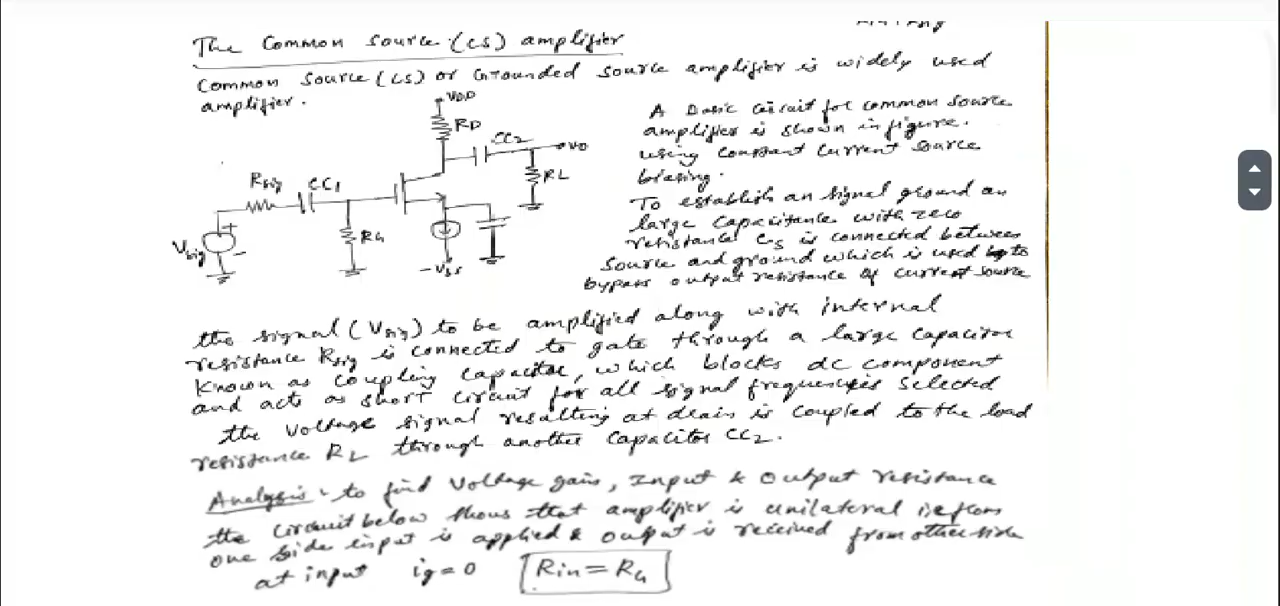 The Common Source (CS) amplifier
Common Source (CS) or Grounded source amplifier is widely used
amplifier.
VDD
RD
CC2
VO
RL
Rsig
CC1
RG
Vsig
+
-
-VSS
A Basic circuit for common source
amplifier is shown in figure.
using constant current source
biasing.
To establish an signal ground an
large capacitance with zero
resistance CS is connected between
source and ground which is used to
bypass output resistance of current source
the signal (Vsig) to be amplified along with internal
resistance Rsig is connected to gate through a large capacitor
known as coupling capacitor, which blocks dc component
and acts as short circuit for all signal frequencies selected
the voltage signal resulting at drain is coupled to the load
resistance RL through another capacitor CC2.
Analysis: to find voltage gain, Input & Output resistance
the circuit below shows that amplifier is unilateral i.e from
one side input is applied & output is received from other side
at input ig=0 Rin=RG